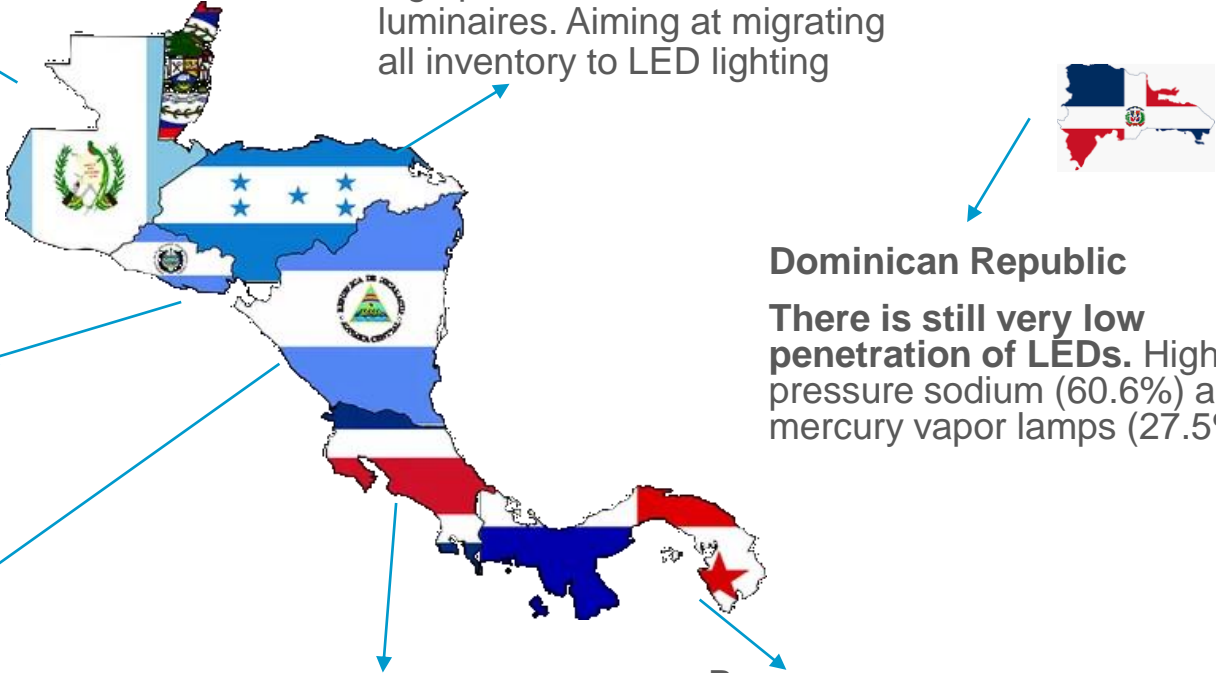 luminaires. Aiming at migrating
all inventory to LED lighting
Dominican Republic
There is still very low
penetration of LEDs. High
pressure sodium (60.6%) a
mercury vapor lamps (27.5